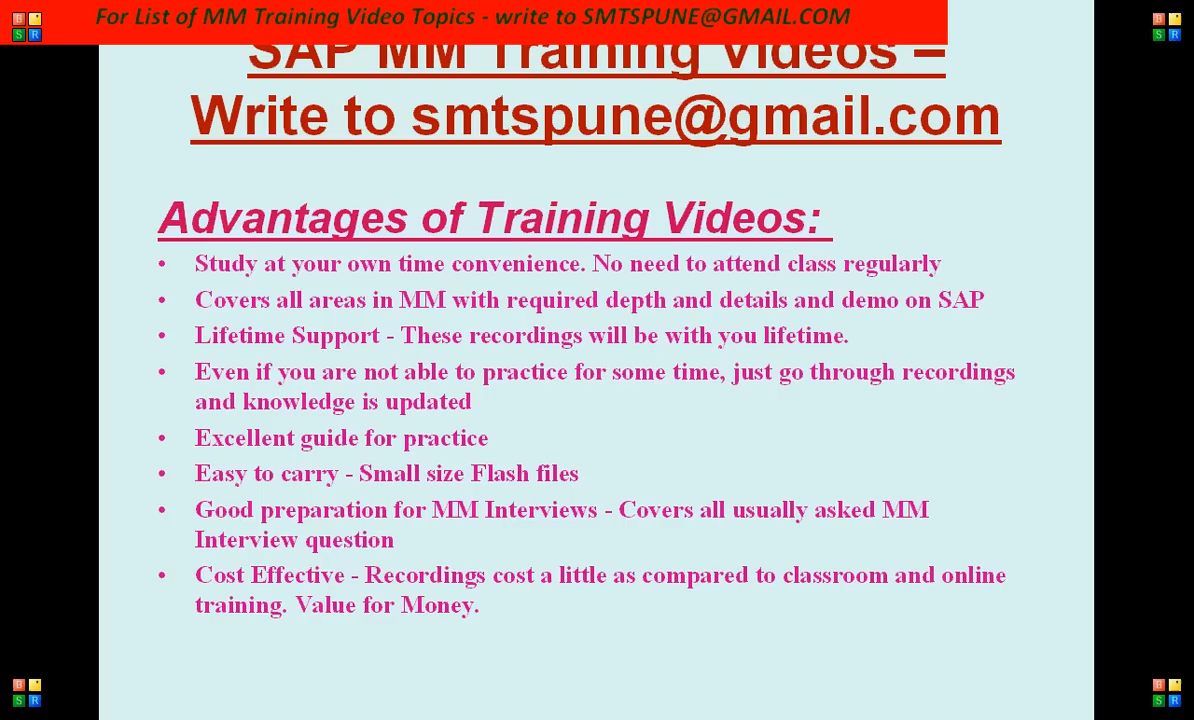 For List of MM Training Video Topics - write to SMTSPUNE@GMAIL.COM
SAP MM Training Videos –
Write to smtspune@gmail.com
Advantages of Training Videos:
• Study at your own time convenience. No need to attend class regularly
• Covers all areas in MM with required depth and details and demo on SAP
• Lifetime Support - These recordings will be with you lifetime.
• Even if you are not able to practice for some time, just go through recordings
and knowledge is updated
• Excellent guide for practice
• Easy to carry - Small size Flash files
• Good preparation for MM Interviews - Covers all usually asked MM
Interview question
• Cost Effective - Recordings cost a little as compared to classroom and online
training. Value for Money.
B
S R
B
S R
B
S R
B
S R